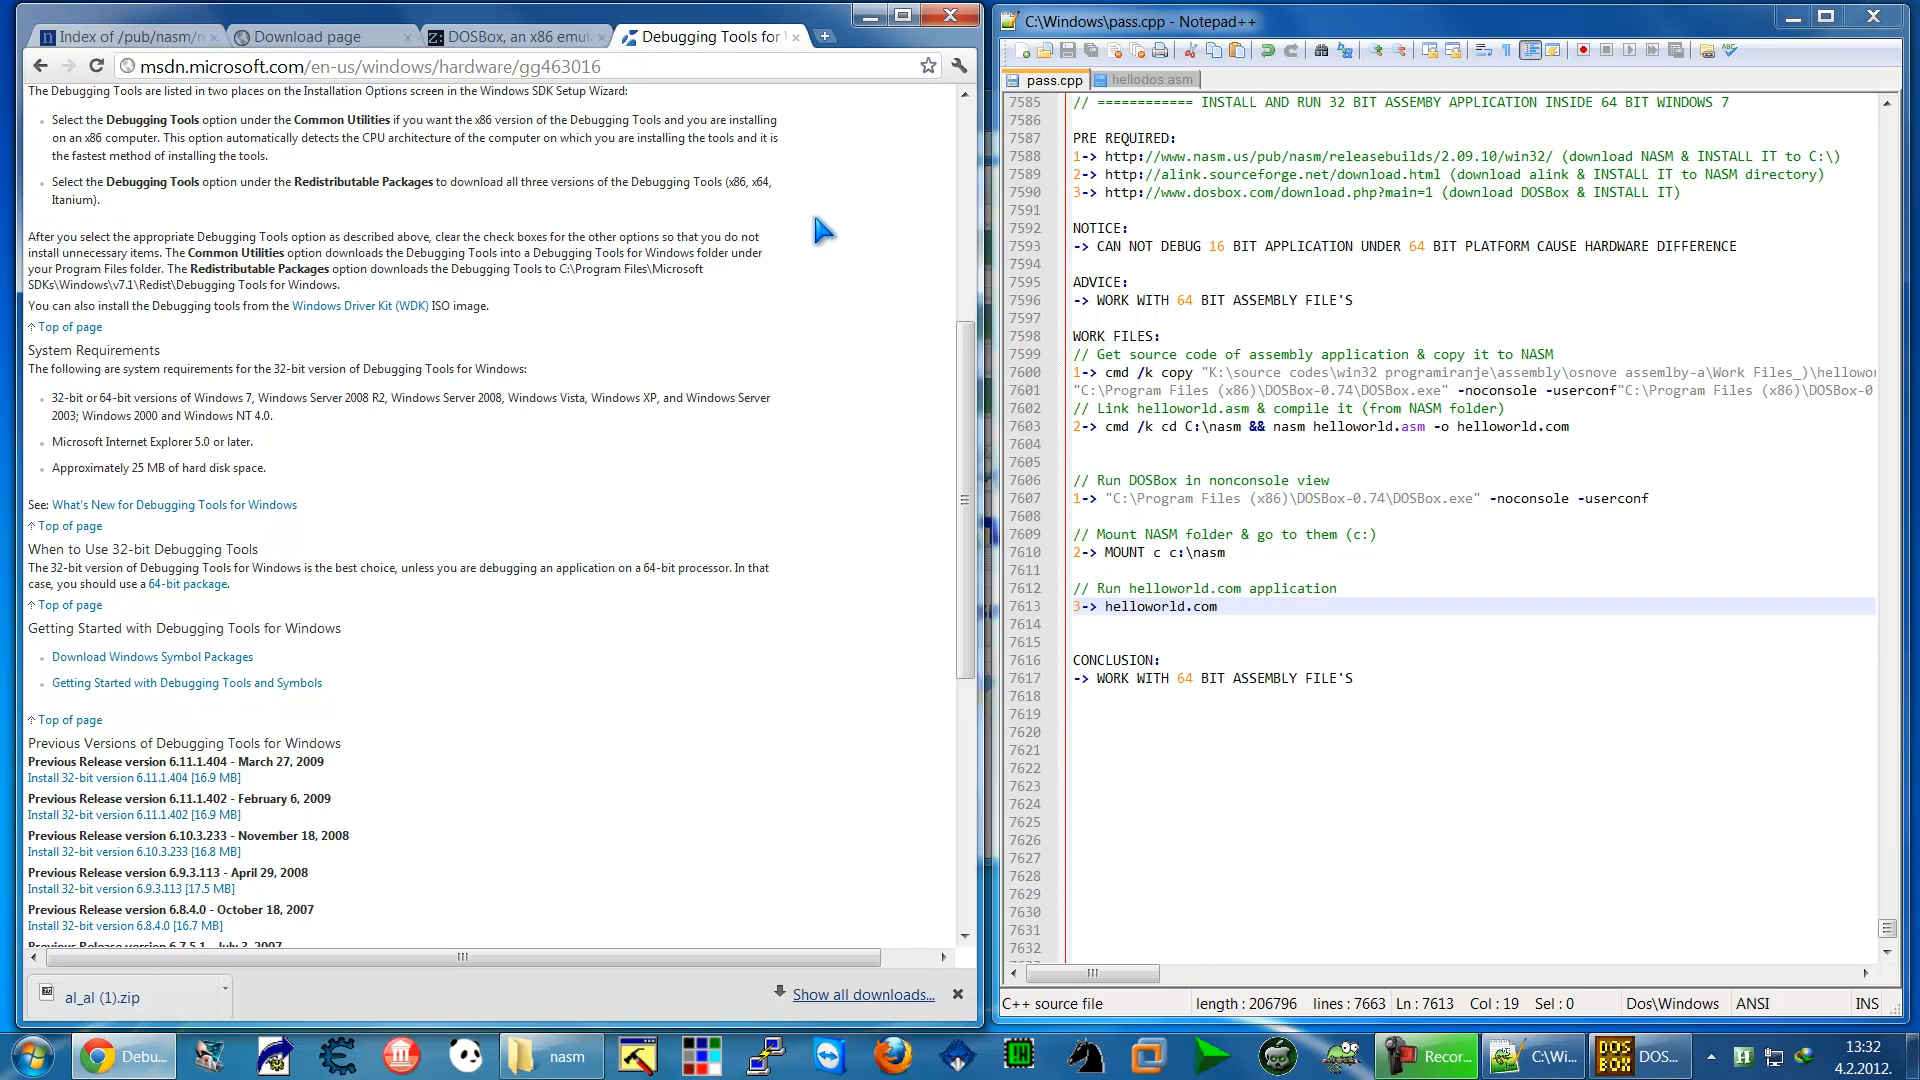 Index of /pub/nasm/re
Download page
DOSBox, an x86 emula
Debugging Tools for W
msdn.microsoft.com/en-us/windows/hardware/gg463016
The Debugging Tools are listed in two places on the Installation Options screen in the Windows SDK Setup Wizard:
Select the Debugging Tools option under the Common Utilities if you want the x86 version of the Debugging Tools and you are installing
on an x86 computer. This option automatically detects the CPU architecture of the computer on which you are installing the tools and it is
the fastest method of installing the tools.
Select the Debugging Tools option under the Redistributable Packages to download all three versions of the Debugging Tools (x86, x64,
Itanium).
After you select the appropriate Debugging Tools option as described above, clear the check boxes for the other options so that you do not
install unnecessary items. The Common Utilities option downloads the Debugging Tools into a Debugging Tools for Windows folder under
your Program Files folder. The Redistributable Packages option downloads the Debugging Tools to C:\Program Files\Microsoft
SDKs\Windows\v7.1\Redist\Debugging Tools for Windows.
You can also install the Debugging tools from the Windows Driver Kit (WDK) ISO image.
Top of page
System Requirements
The following are system requirements for the 32-bit version of Debugging Tools for Windows:
32-bit or 64-bit versions of Windows 7, Windows Server 2008 R2, Windows Server 2008, Windows Vista, Windows XP, and Windows Server
2003; Windows 2000 and Windows NT 4.0.
Microsoft Internet Explorer 5.0 or later.
Approximately 25 MB of hard disk space.
See: What's New for Debugging Tools for Windows
Top of page
When to Use 32-bit Debugging Tools
The 32-bit version of Debugging Tools for Windows is the best choice, unless you are debugging an application on a 64-bit processor. In that
case, you should use a 64-bit package.
Top of page
Getting Started with Debugging Tools for Windows
Download Windows Symbol Packages
Getting Started with Debugging Tools and Symbols
Top of page
Previous Versions of Debugging Tools for Windows
Previous Release version 6.11.1.404 - March 27, 2009
Install 32-bit version 6.11.1.404 [16.9 MB]
Previous Release version 6.11.1.402 - February 6, 2009
Install 32-bit version 6.11.1.402 [16.9 MB]
Previous Release version 6.10.3.233 - November 18, 2008
Install 32-bit version 6.10.3.233 [16.8 MB]
Previous Release version 6.9.3.113 - April 29, 2008
Install 32-bit version 6.9.3.113 [17.5 MB]
Previous Release version 6.8.4.0 - October 18, 2007
Install 32-bit version 6.8.4.0 [16.7 MB]
Previous Release version 6.7.5.1 - July 3, 2007
al_al (1).zip
Show all downloads...
C:\Windows\pass.cpp - Notepad++
pass.cpp
hellodos.asm
7585 // ============ INSTALL AND RUN 32 BIT ASSEMBY APPLICATION INSIDE 64 BIT WINDOWS 7
7586
7587 PRE REQUIRED:
7588 1-> http://www.nasm.us/pub/nasm/releasebuilds/2.09.10/win32/ (download NASM & INSTALL IT to C:\)
7589 2-> http://alink.sourceforge.net/download.html (download alink & INSTALL IT to NASM directory)
7590 3-> http://www.dosbox.com/download.php?main=1 (download DOSBox & INSTALL IT)
7591
7592 NOTICE:
7593 -> CAN NOT DEBUG 16 BIT APPLICATION UNDER 64 BIT PLATFORM CAUSE HARDWARE DIFFERENCE
7594
7595 ADVICE:
7596 -> WORK WITH 64 BIT ASSEMBLY FILE'S
7597
7598 WORK FILES:
7599 // Get source code of assembly application & copy it to NASM
7600 1-> cmd /k copy "K:\source codes\win32 programiranje\assembly\osnove assemlby-a\Work Files_)\hellowo
7601 "C:\Program Files (x86)\DOSBox-0.74\DOSBox.exe" -noconsole -userconf"C:\Program Files (x86)\DOSBox-0
7602 // Link helloworld.asm & compile it (from NASM folder)
7603 2-> cmd /k cd C:\nasm && nasm helloworld.asm -o helloworld.com
7604
7605
7606 // Run DOSBox in nonconsole view
7607 1-> "C:\Program Files (x86)\DOSBox-0.74\DOSBox.exe" -noconsole -userconf
7608
7609 // Mount NASM folder & go to them (c:)
7610 2-> MOUNT c c:\nasm
7611
7612 // Run helloworld.com application
7613 3-> helloworld.com
7614
7615
7616 CONCLUSION:
7617 -> WORK WITH 64 BIT ASSEMBLY FILE'S
7618
7619
7620
7621
7622
7623
7624
7625
7626
7627
7628
7629
7630
7631
7632
C++ source file
length : 206796 lines : 7663
Ln : 7613 Col : 19 Sel : 0
Dos\Windows
ANSI
INS
Debu...
nasm
Recor...
C:\Wi...
DOS BOX
DOS...
13:32
4.2.2012.